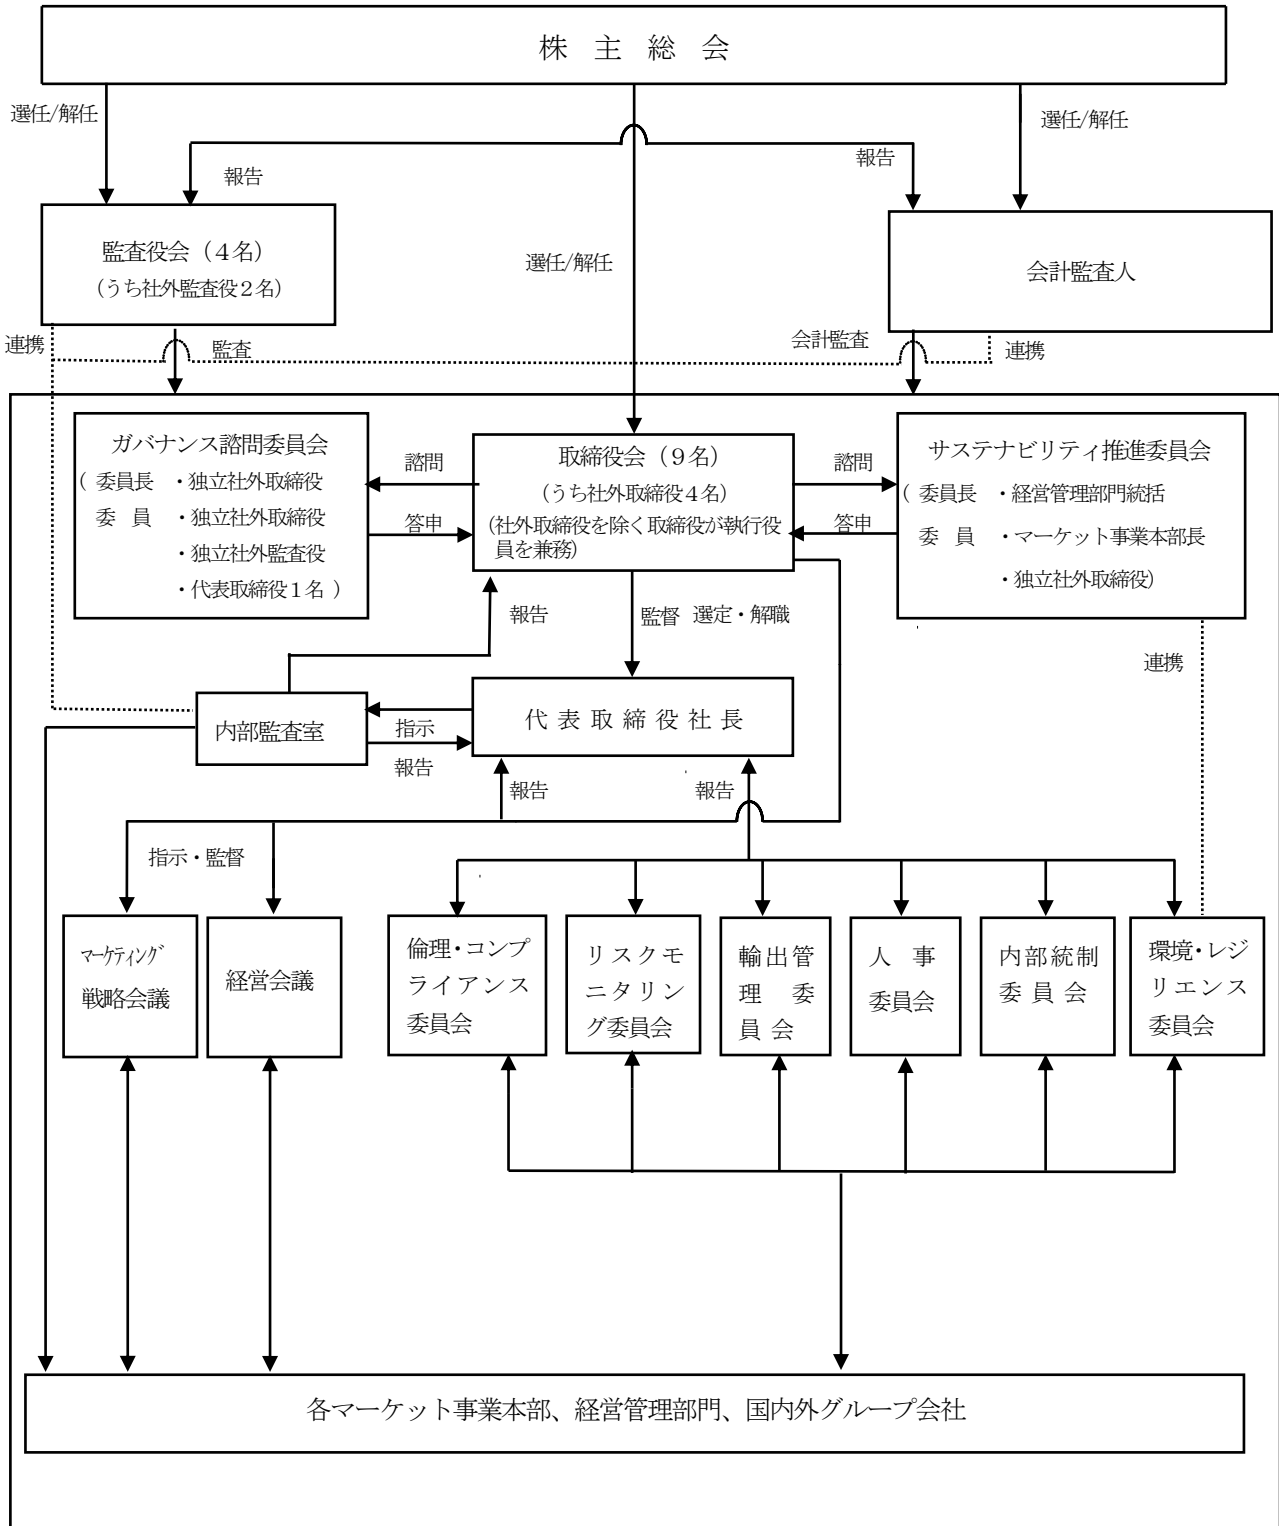 株 主 総 会
選任/解任
選任/解任
報告
報告
監査役会（４名）
（うち社外監査役２名）
選任/解任
会計監査人
連携
監査
会計監査
連携
ガバナンス諮問委員会
（ 委員長 ・独立社外取締役
委 員 ・独立社外取締役
・独立社外監査役
・代表取締役１名 ）
諮問
答申
取締役会（９名）
（うち社外取締役４名）
(社外取締役を除く取締役が執行役
員を兼務)
諮問
答申
サステナビリティ推進委員会
（ 委員長 ・経営管理部門統括
委 員 ・マーケット事業本部長
・独立社外取締役）
報告
監督 選定・解職
連携
内部監査室
指示
報告
代 表 取 締 役 社 長
報告
報告
指示・監督
マーケティング
戦略会議
経営会議
倫理・コンプ
ライアンス
委員会
リスクモ
ニタリン
グ委員会
輸出管
理 委
員 会
人 事
委員会
内部統制
委 員 会
環境・レジ
リエンス
委員会
各マーケット事業本部、経営管理部門、国内外グループ会社